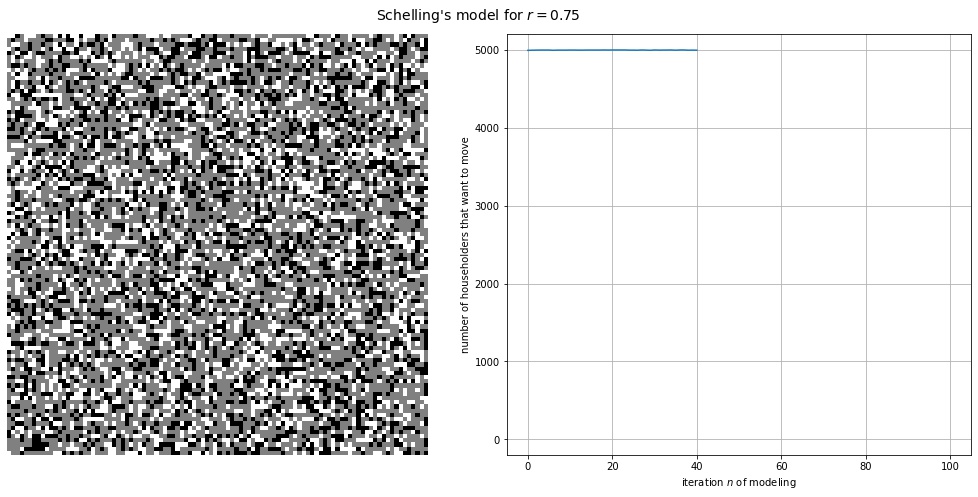 Schelling's model for r = 0.75
number of householders that want to move
5000
4000
3000
2000
1000
0
0 20 40 60 80 100
iteration n of modeling